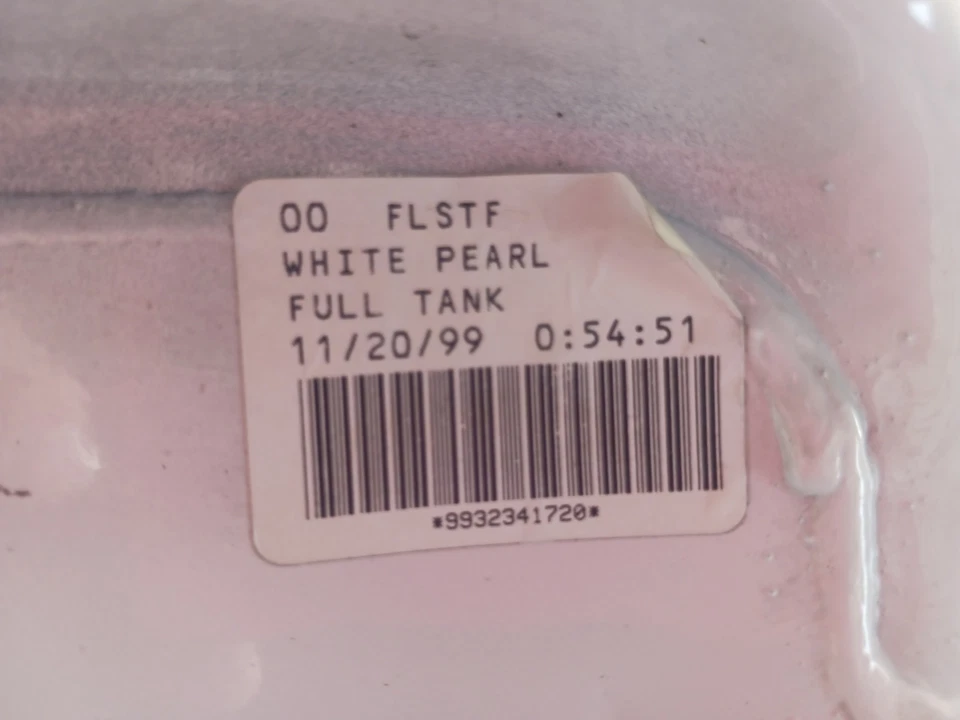 00 FLSTF
WHITE PEARL
FULL TANK
11/20/99 0:54:51
*9932341720*